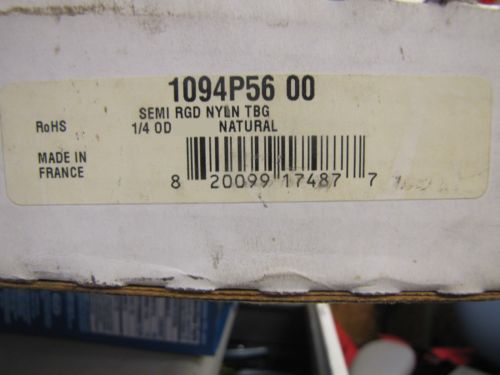 1094P56 00
SEMI RGD NYLN TBG
RoHS 1/4 OD NATURAL
MADE IN
FRANCE
8 20099 17487 7